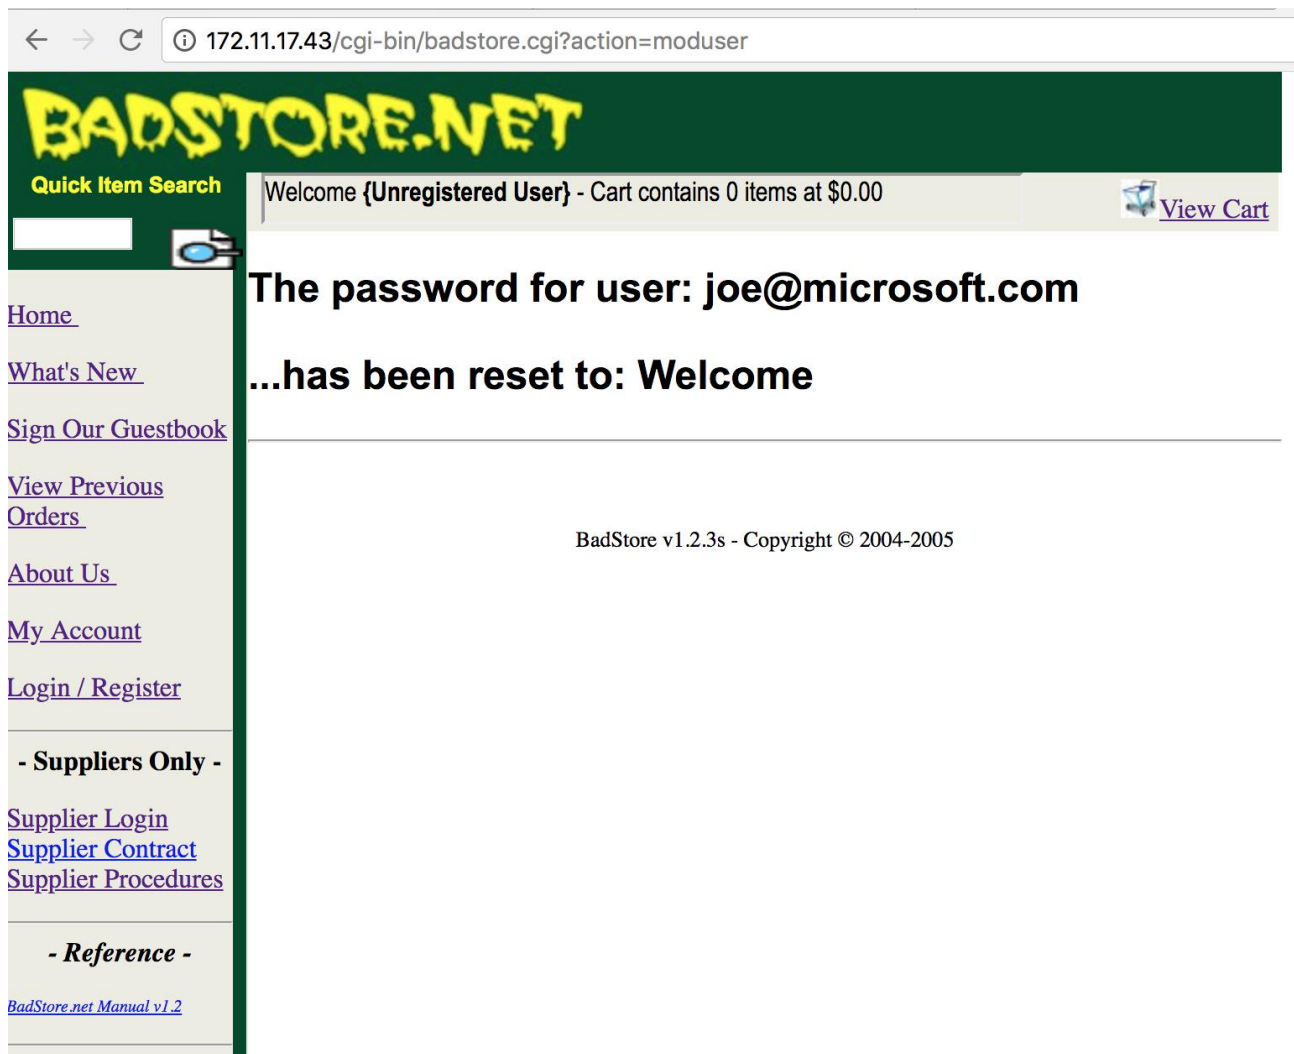 172.11.17.43/cgi-bin/badstore.cgi?action=moduser
BADSTORE.NET
Quick Item Search
Welcome {Unregistered User} - Cart contains 0 items at $0.00
View Cart
The password for user: joe@microsoft.com
...has been reset to: Welcome
Home
What's New
Sign Our Guestbook
View Previous
Orders
About Us
My Account
Login / Register
- Suppliers Only -
Supplier Login
Supplier Contract
Supplier Procedures
- Reference -
BadStore.net Manual v1.2
BadStore v1.2.3s - Copyright © 2004-2005